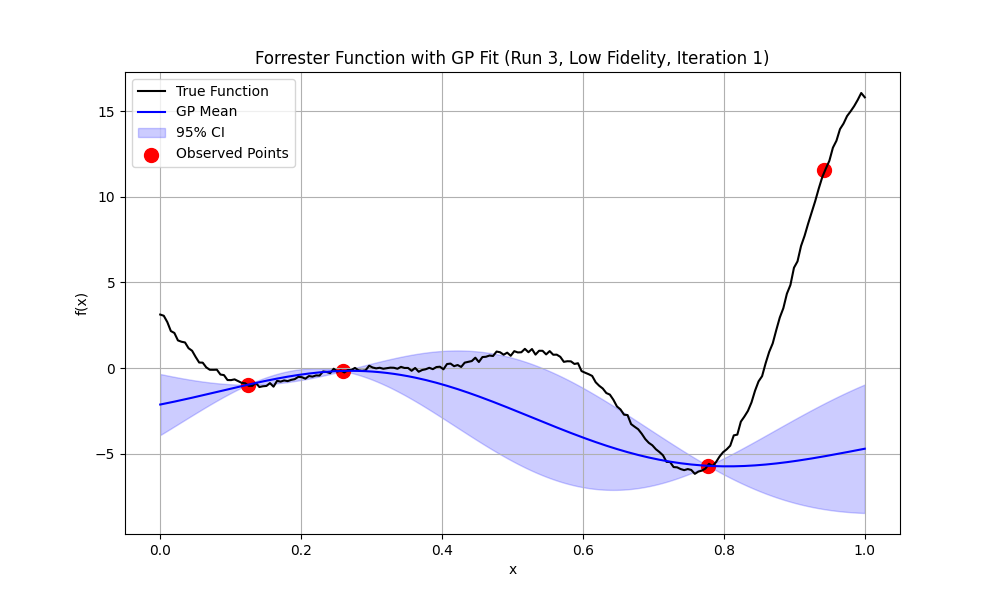 Forrester Function with GP Fit (Run 3, Low Fidelity, Iteration 1)
True Function
GP Mean
95% CI
Observed Points
f(x)
15
10
5
0
−5
0.0 0.2 0.4 0.6 0.8 1.0
x